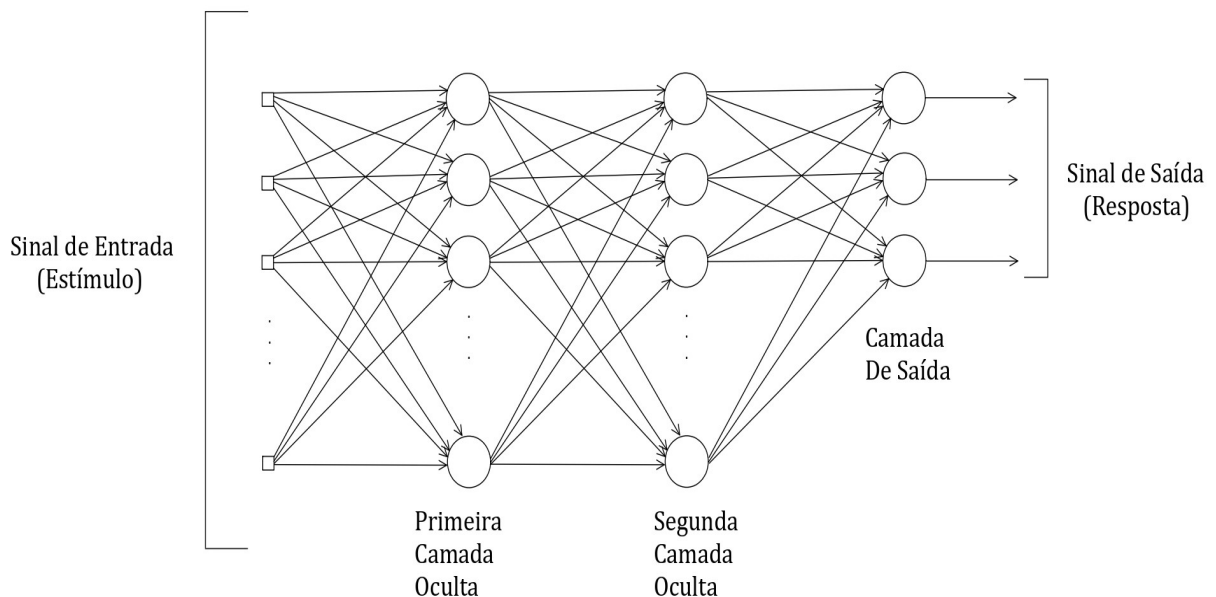 Sinal de Entrada
(Estímulo)
Primeira
Camada
Oculta
Segunda
Camada
Oculta
Camada
De Saída
Sinal de Saída
(Resposta)